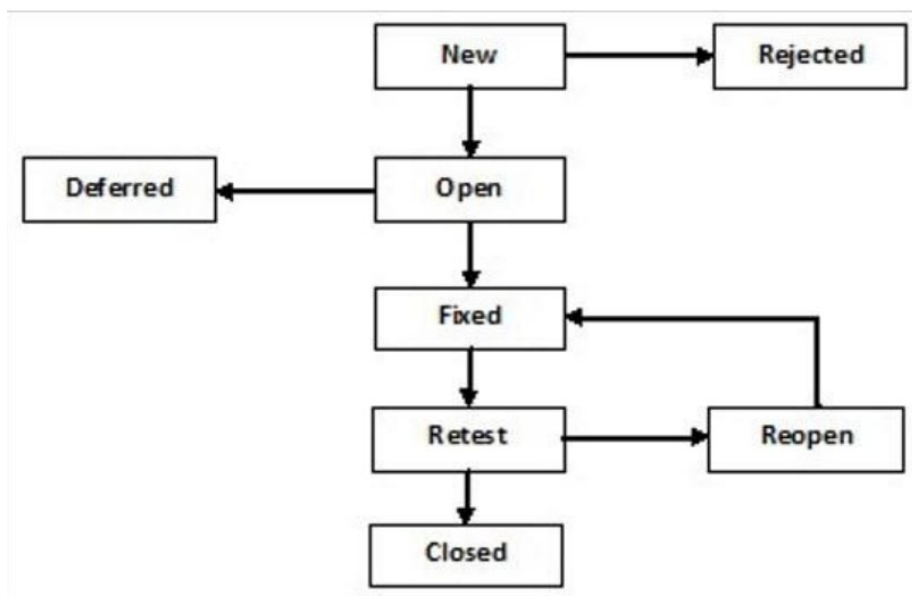 New
Rejected
Deferred
Open
Fixed
Retest
Reopen
Closed